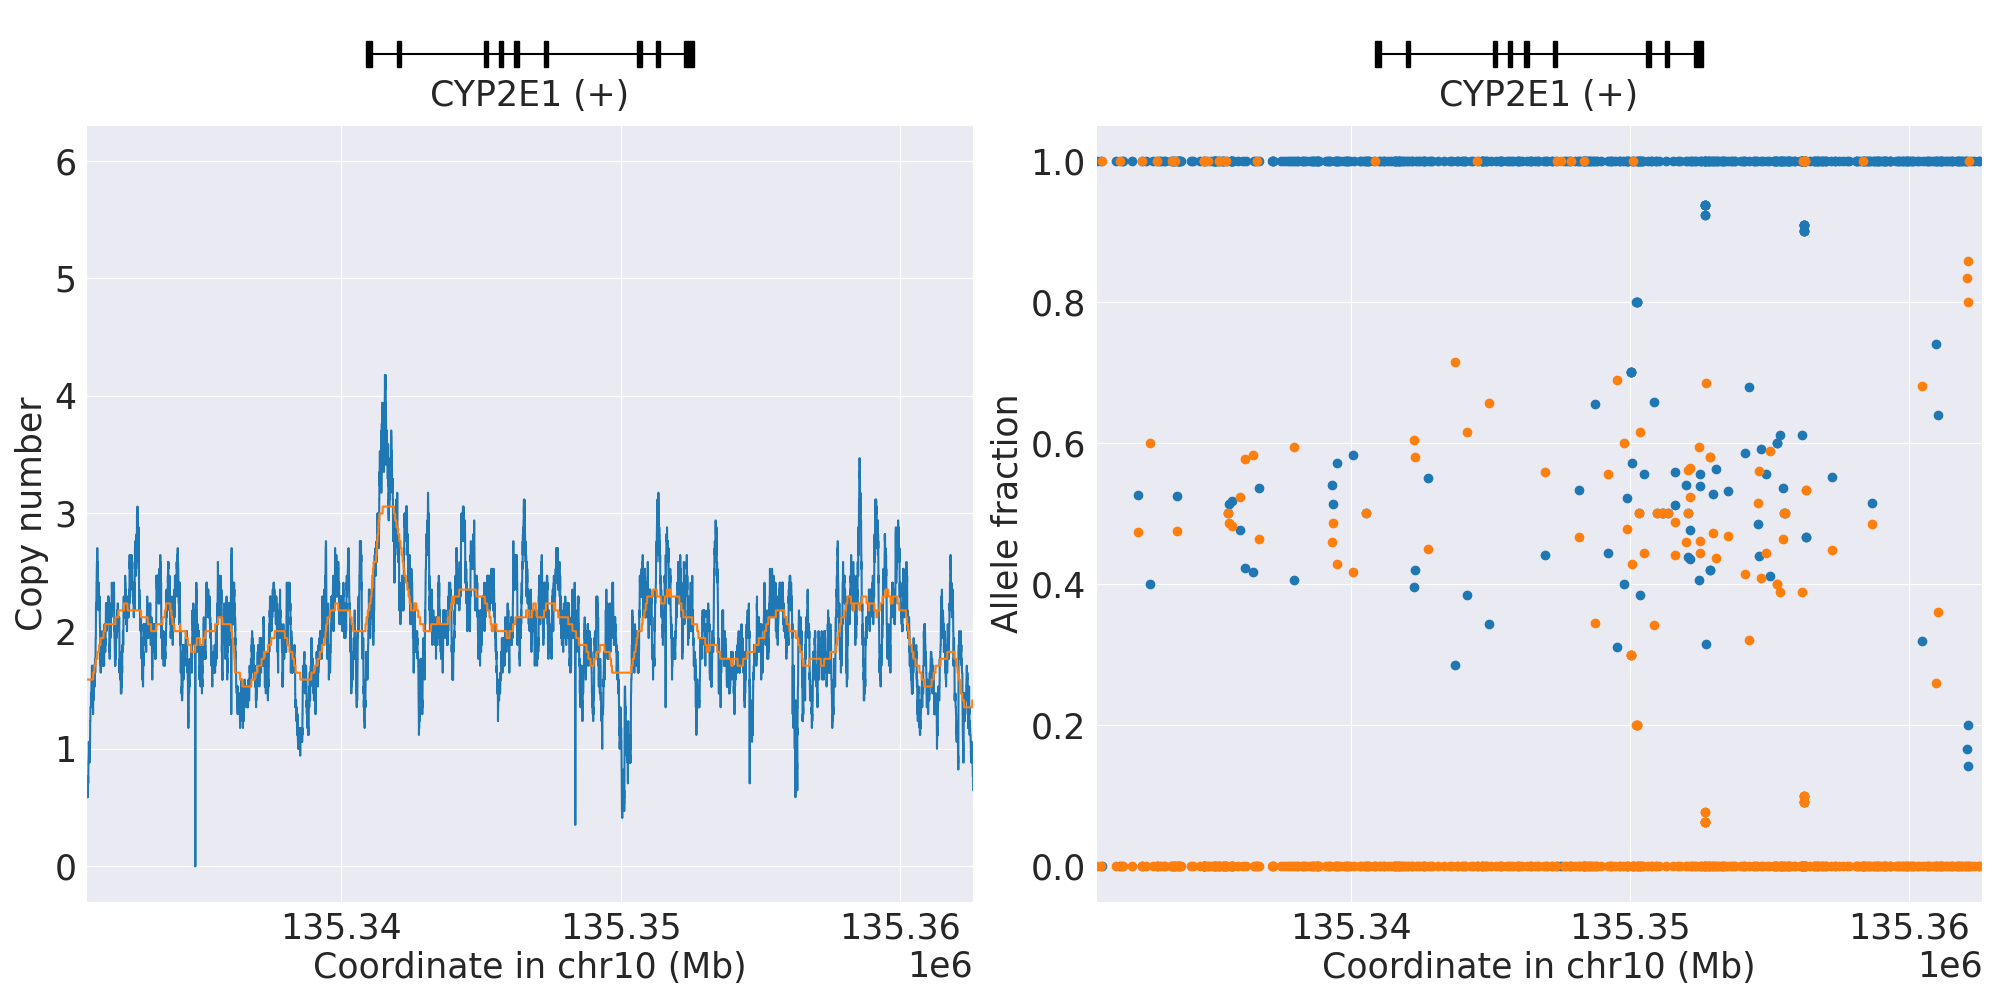 CYP2E1 (+)
6
5
4
3
2
1
0
Copy number
135.34 135.35 135.36
Coordinate in chr10 (Mb)
1e6
CYP2E1 (+)
1.0
0.8
0.6
0.4
0.2
0.0
Allele fraction
135.34 135.35 135.36
Coordinate in chr10 (Mb)
1e6